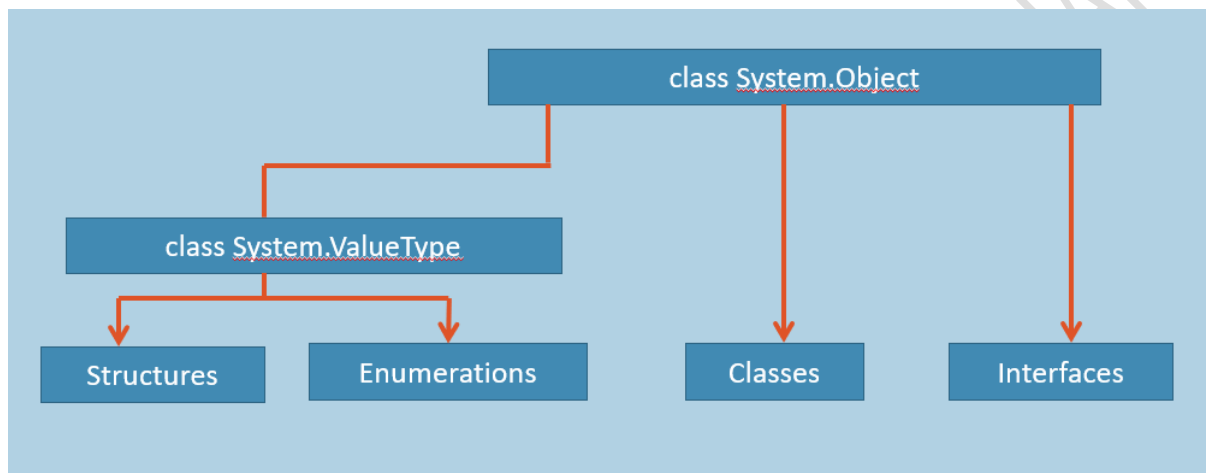 class System.Object
class System.ValueType
Structures
Enumerations
Classes
Interfaces